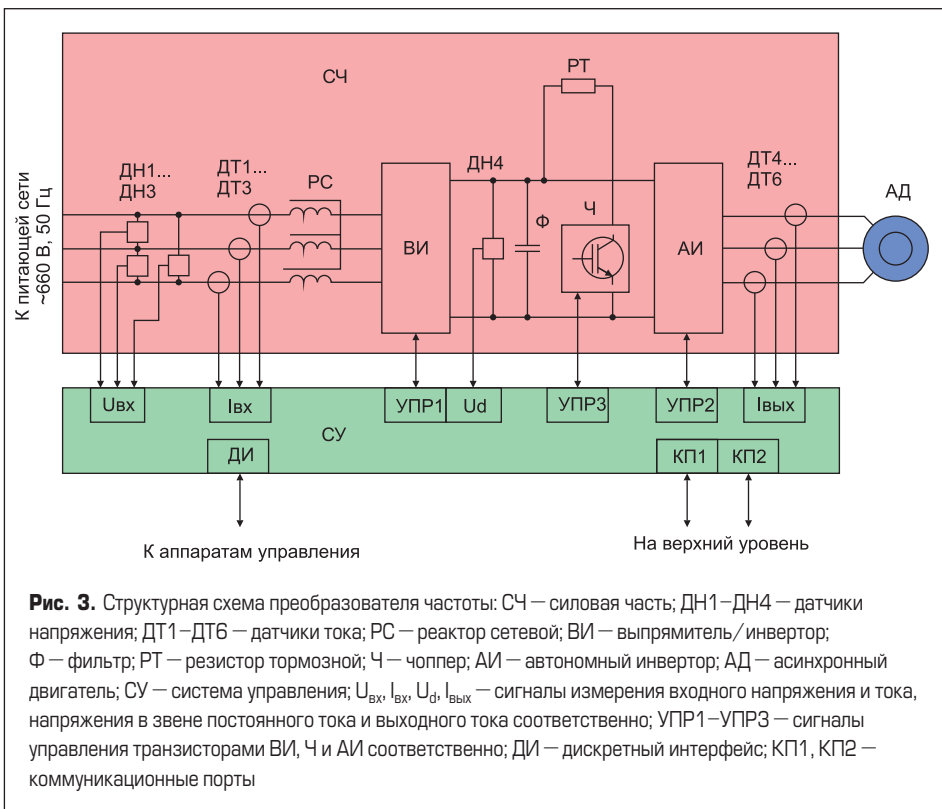 СЧ
РТ
ДН1...
ДН3
ДТ1...
ДТ3
РС
ДН4
Ф
Ч
ДТ4...
ДТ6
АД
К питающей сети
~660 В, 50 Гц
ВИ
АИ
Uвх
Iвх
УПР1
Ud
УПР3
УПР2
Iвых
СУ
ДИ
КП1
КП2
К аппаратам управления
На верхний уровень
Рис. 3. Структурная схема преобразователя частоты: СЧ — силовая часть; ДН1–ДН4 — датчики
напряжения; ДТ1–ДТ6 — датчики тока; РС — реактор сетевой; ВИ — выпрямитель/инвертор;
Ф — фильтр; РТ — резистор тормозной; Ч — чоппер; АИ — автономный инвертор; АД — асинхронный
двигатель; СУ — система управления; Uвх, Iвх, Ud, Iвых — сигналы измерения входного напряжения и тока,
напряжения в звене постоянного тока и выходного тока соответственно; УПР1–УПР3 — сигналы
управления транзисторами ВИ, Ч и АИ соответственно; ДИ — дискретный интерфейс; КП1, КП2 —
коммуникационные порты